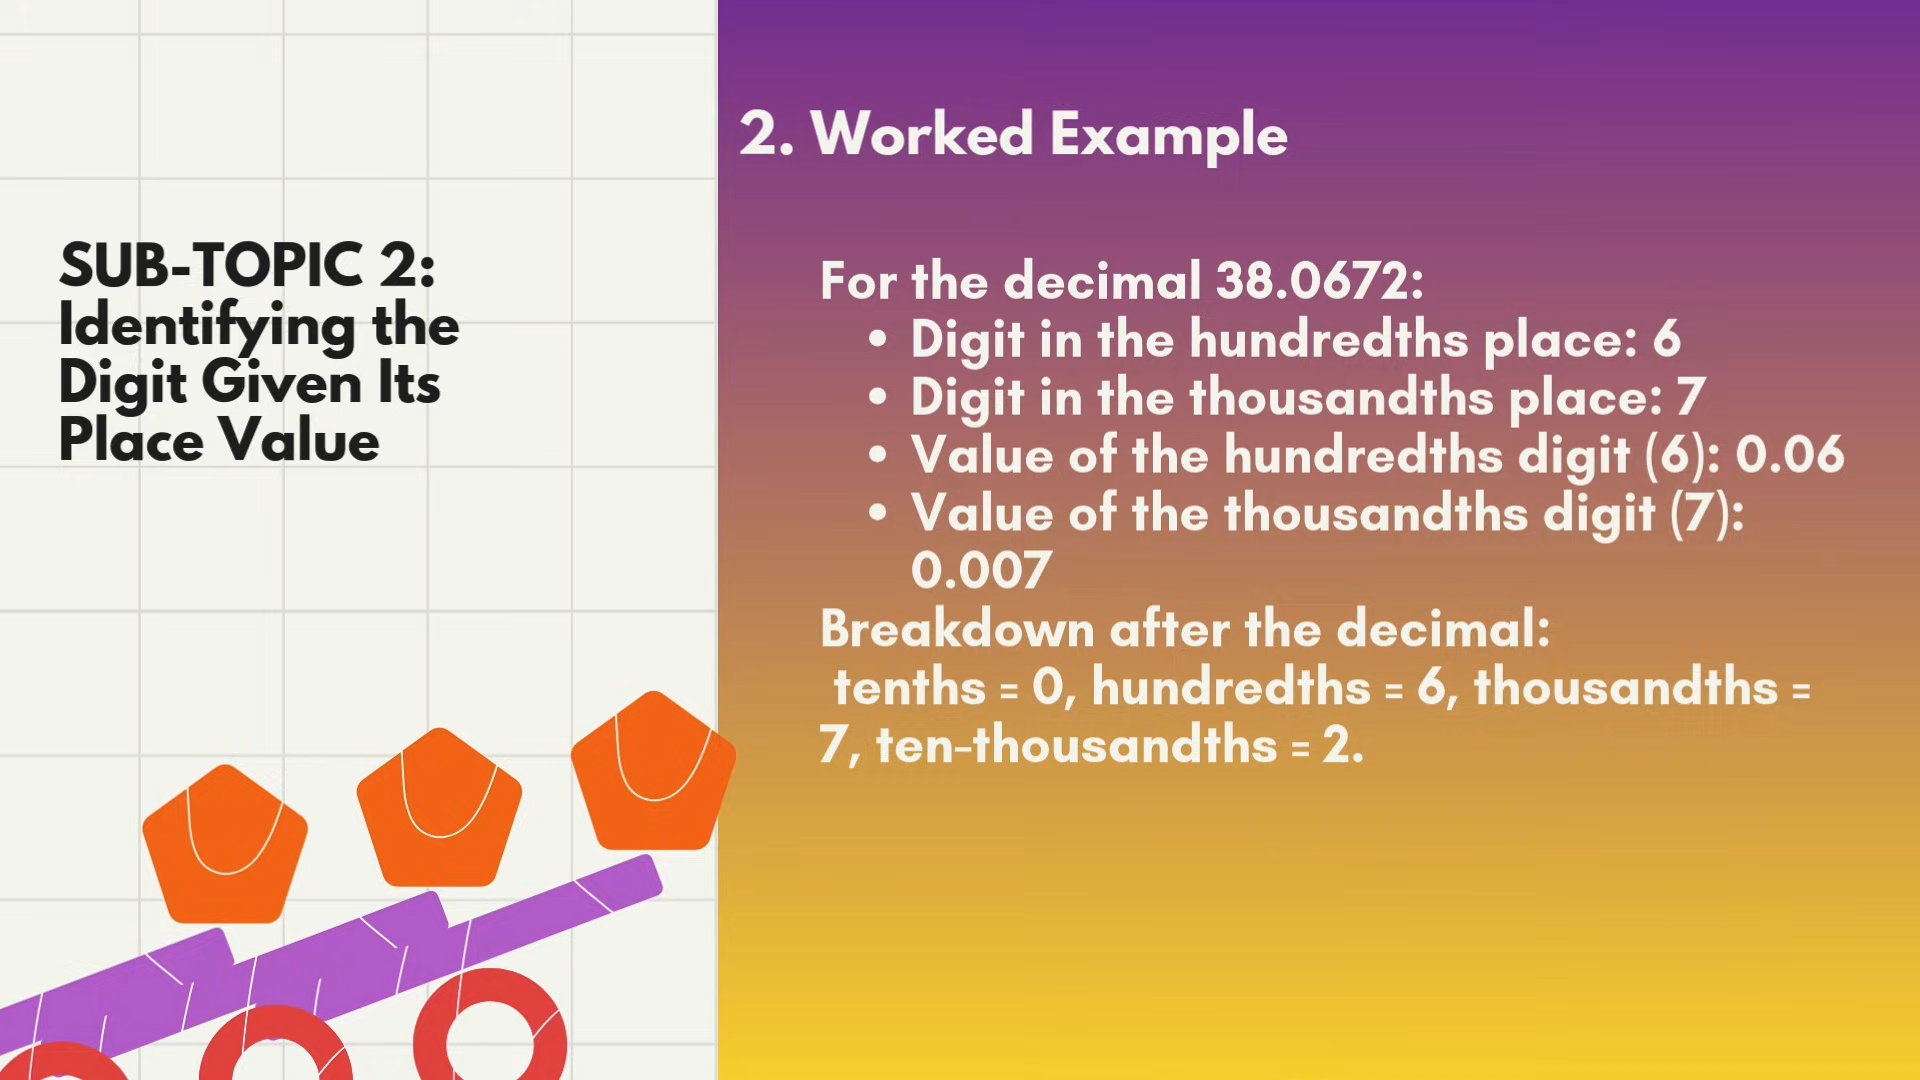 SUB-TOPIC 2:
Identifying the
Digit Given Its
Place Value
2. Worked Example
For the decimal 38.0672:
• Digit in the hundredths place: 6
• Digit in the thousandths place: 7
• Value of the hundredths digit (6): 0.06
• Value of the thousandths digit (7):
0.007
Breakdown after the decimal:
tenths = 0, hundredths = 6, thousandths =
7, ten-thousandths = 2.